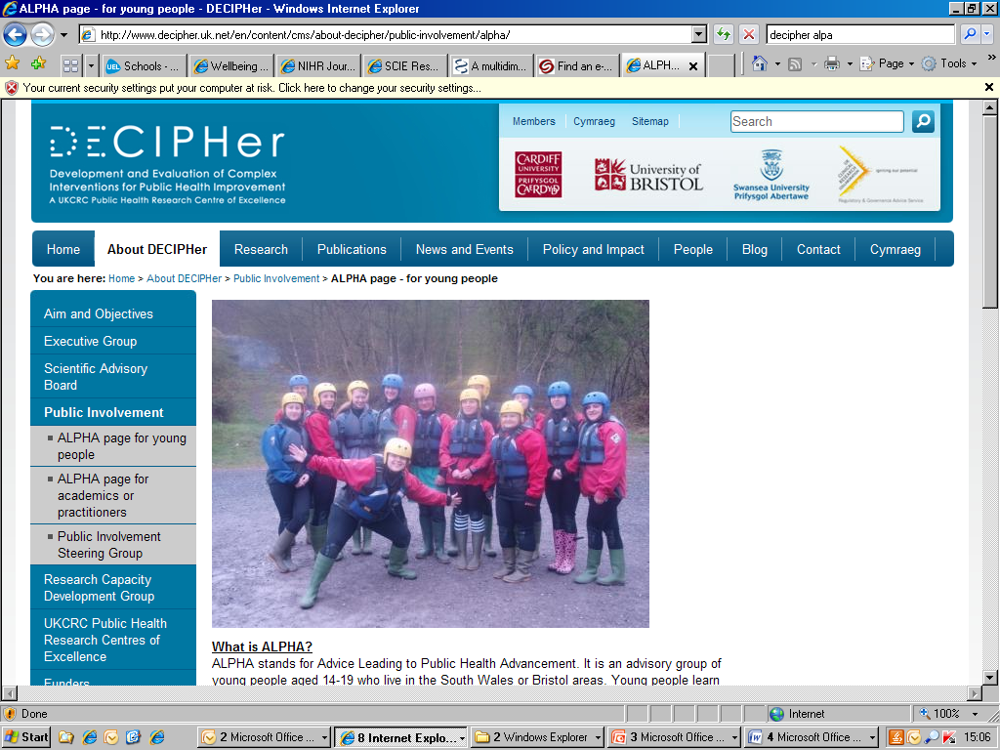 ALPHA page - for young people - DECIPHer - Windows Internet Explorer
http://www.decipher.uk.net/en/content/cms/about-decipher/public-involvement/alpha/
decipher alpa
UEL Schools - ...
Wellbeing ...
NIHR Jour...
SCIE Res...
A multidim...
Find an e-...
ALPH...
Page
Tools
Your current security settings put your computer at risk. Click here to change your security settings...
DECIPHer
Development and Evaluation of Complex
Interventions for Public Health Improvement
A UKCRC Public Health Research Centre of Excellence
Members Cymraeg Sitemap
Search
CARDIFF
UNIVERSITY
PRIFYSGOL
CAERDYDD
University of
BRISTOL
Swansea University
Prifysgol Abertawe
Regulatory & Governance Advice Service
Home About DECIPHer Research Publications News and Events Policy and Impact People Blog Contact Cymraeg
You are here: Home > About DECIPHer > Public Involvement > ALPHA page - for young people
Aim and Objectives
Executive Group
Scientific Advisory
Board
Public Involvement
ALPHA page for young
people
ALPHA page for
academics or
practitioners
Public Involvement
Steering Group
Research Capacity
Development Group
UKCRC Public Health
Research Centres of
Excellence
Funders
What is ALPHA?
ALPHA stands for Advice Leading to Public Health Advancement. It is an advisory group of
young people aged 14-19 who live in the South Wales or Bristol areas. Young people learn
Done
Internet
100%
Start
2 Microsoft Office ...
8 Internet Explo...
2 Windows Explorer
3 Microsoft Office ...
4 Microsoft Office ...
15:06